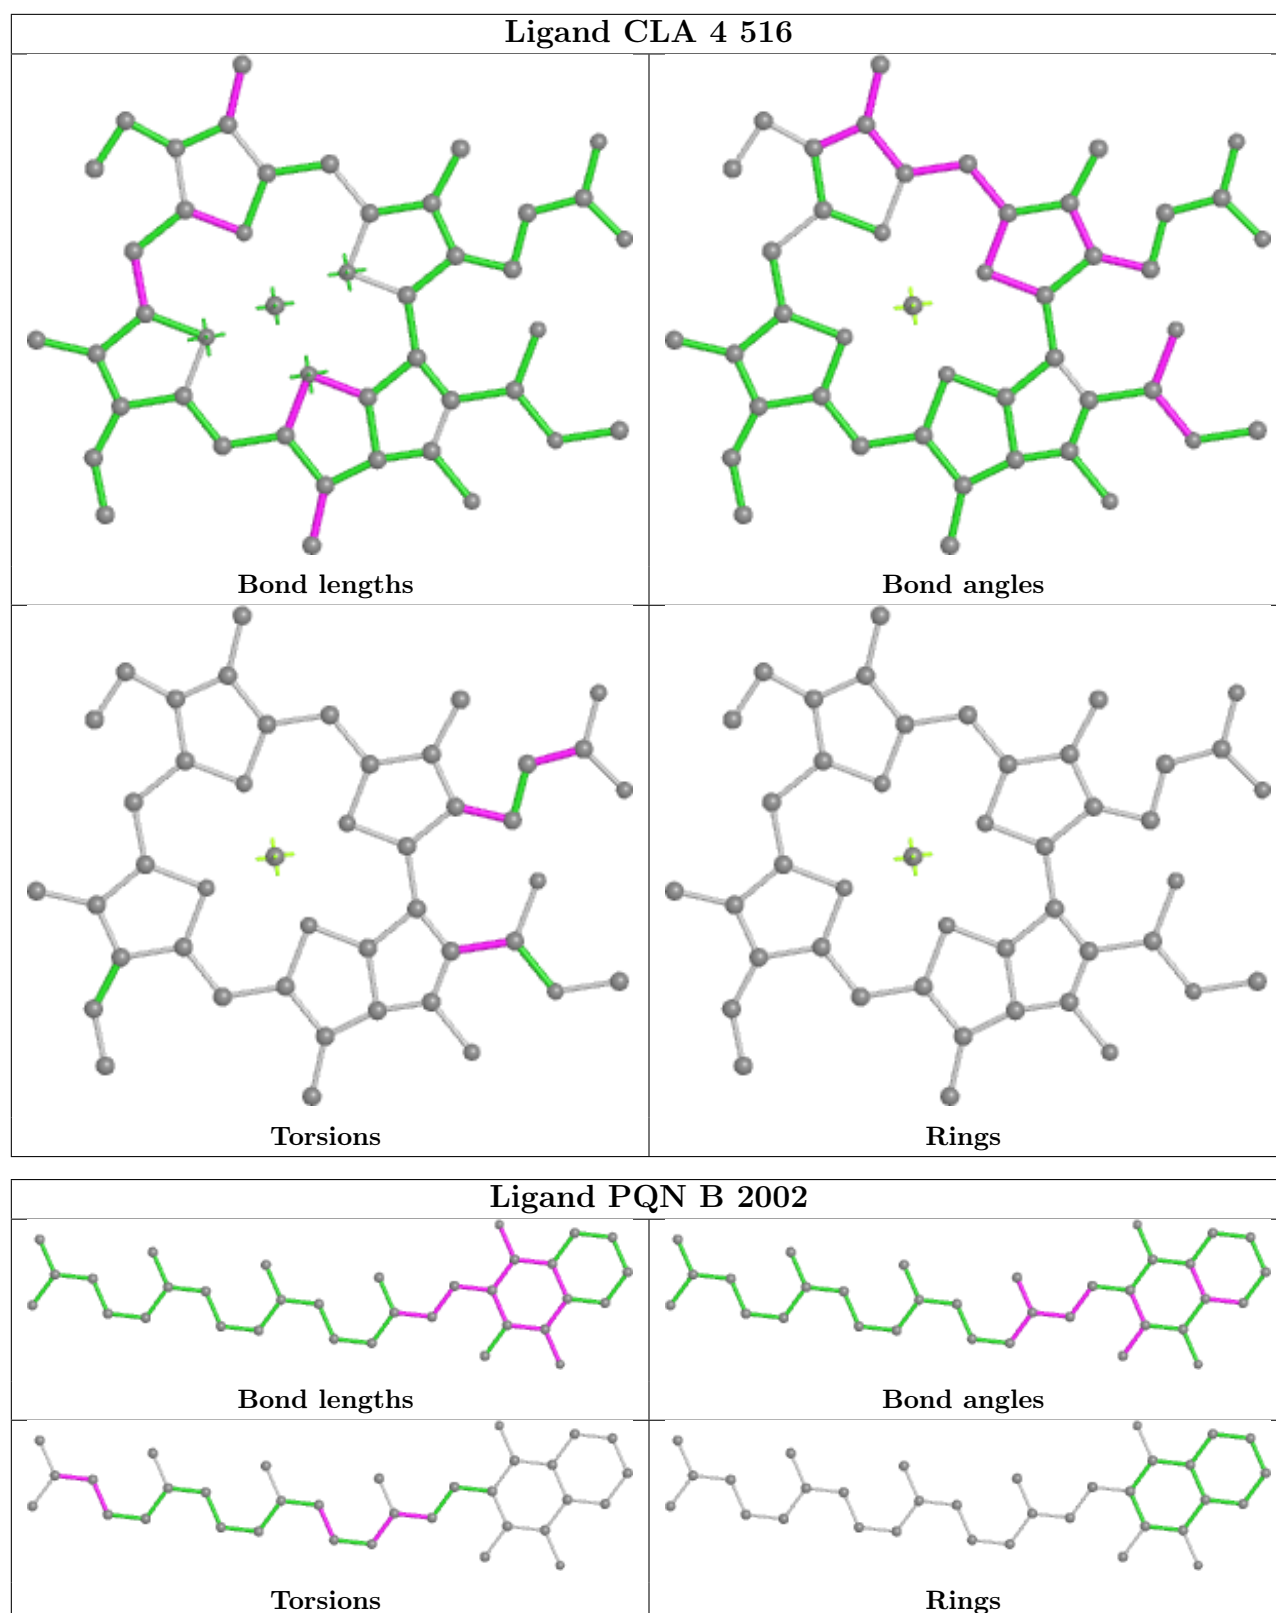 Ligand CLA 4 516
Bond lengths
Bond angles
Torsions
Rings
Ligand PQN B 2002
Bond lengths
Bond angles
Torsions
Rings